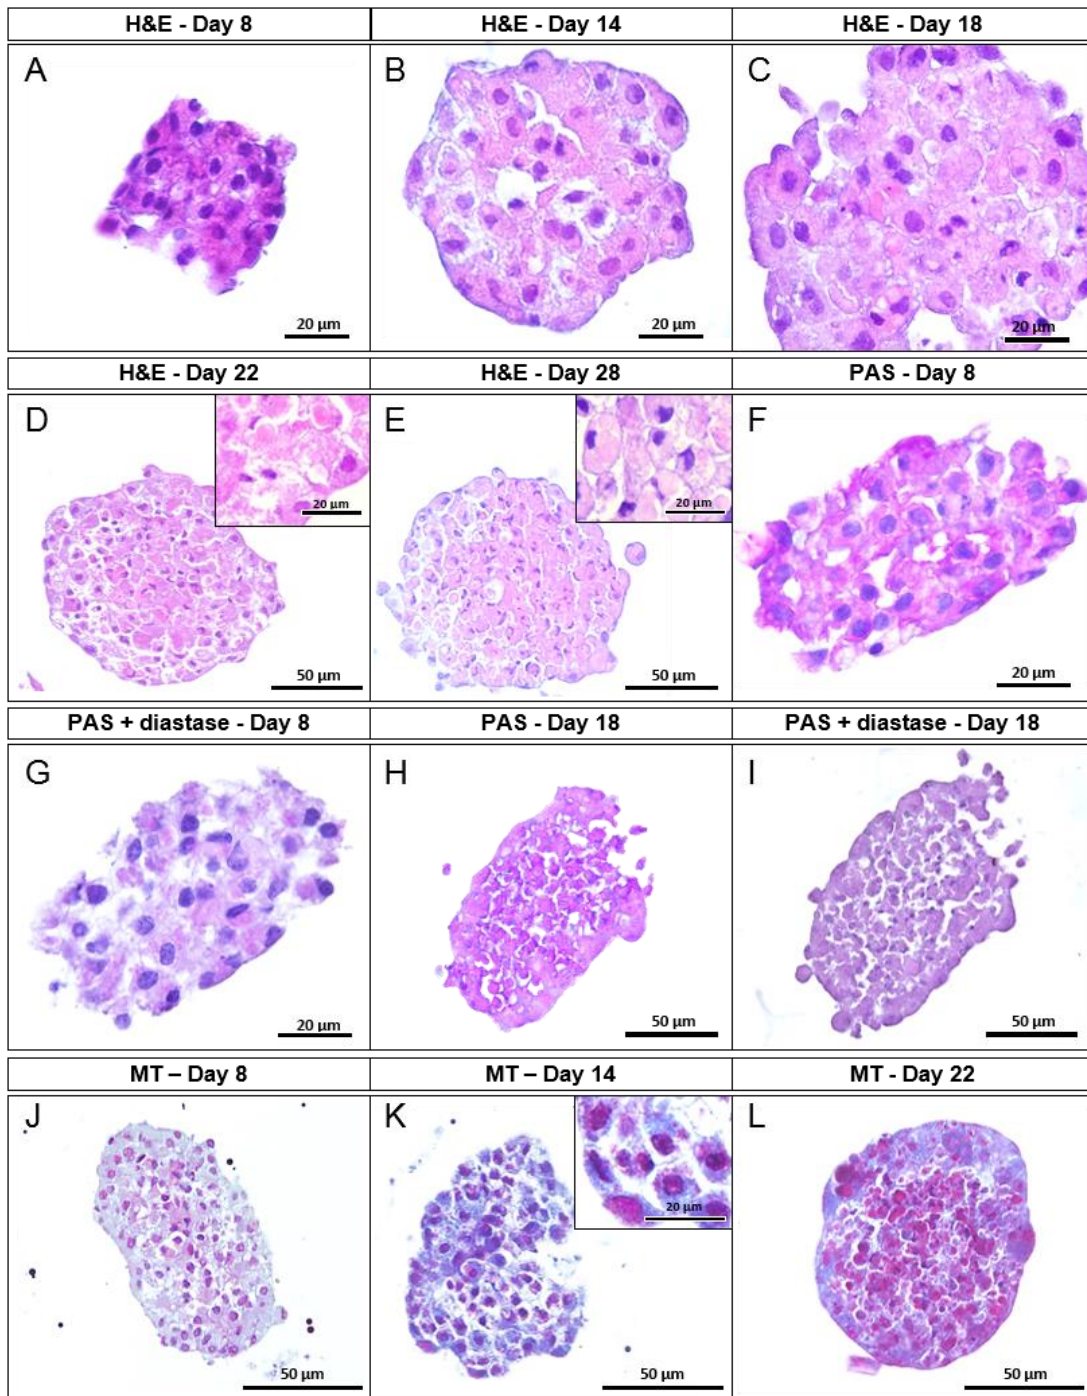 H&E - Day 8 H&E - Day 14 H&E - Day 18
A B C
20 µm 20 µm 20 µm
H&E - Day 22 H&E - Day 28 PAS - Day 8
D E F
20 µm 20 µm
50 µm 50 µm 20 µm
PAS + diastase - Day 8 PAS - Day 18 PAS + diastase - Day 18
G H I
20 µm 50 µm 50 µm
MT – Day 8 MT – Day 14 MT - Day 22
J K L
20 µm
50 µm 50 µm 50 µm